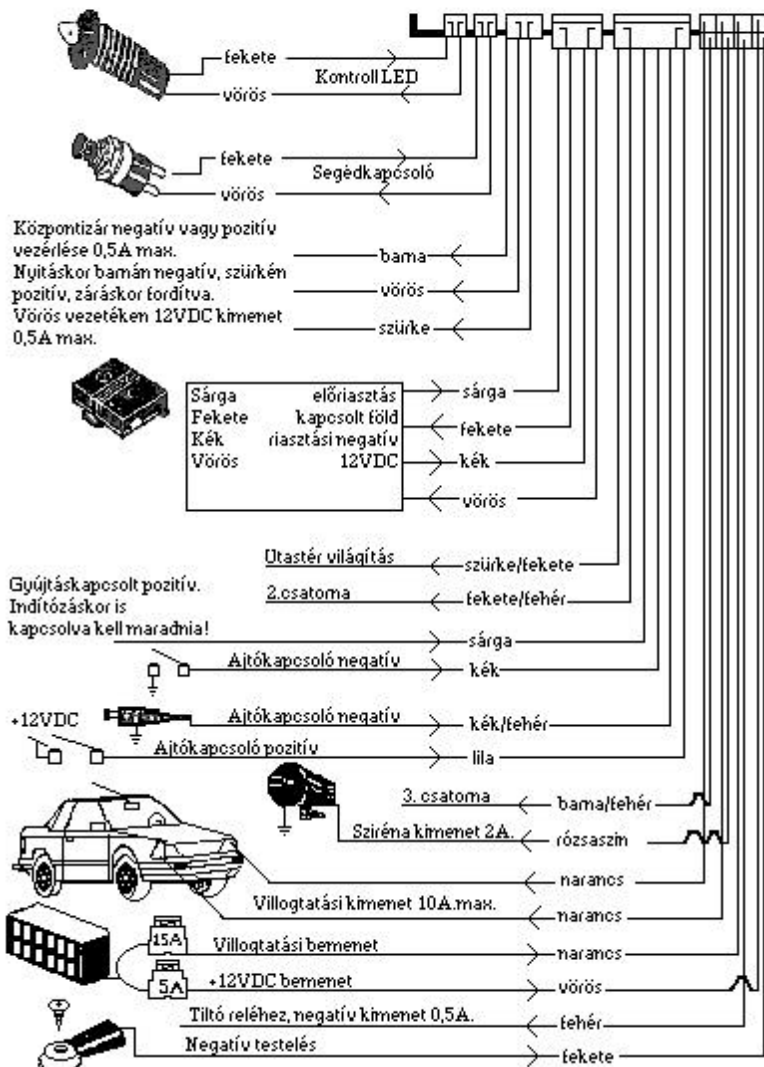 fekete
Kontroll LED
vörös
fekete
Segédkapcsoló
vörös
Központizár negatív vagy pozitív
vezérlése 0,5A max.
Nyitáskor barnán negatív, szürkén
pozitív, záráskor fordítva.
Vörös vezetéken 12VDC kimenet
0,5A max.
barna
vörös
szürke
Sárga előriasztás
Fekete kapcsolt föld
Kék riasztási negatív
Vörös 12VDC
sárga
fekete
kék
vörös
Utastér világítás szürke/fekete
2.csatorna fekete/fehér
Gyújtáskapcsolt pozitív.
Indítózáskor is
kapcsolva kell maradnia!
sárga
Ajtókapcsoló negatív kék
+12VDC
Ajtókapcsoló negatív kék/fehér
Ajtókapcsoló pozitív lila
3. csatorna barna/fehér
Sziréna kimenet 2A. rózsaszín
narancs
Villogtatási kimenet 10A.max. narancs
15A Villogtatási bemenet narancs
5A +12VDC bemenet vörös
Tiltó reléhez, negatív kimenet 0,5A. fehér
Negatív testelés fekete